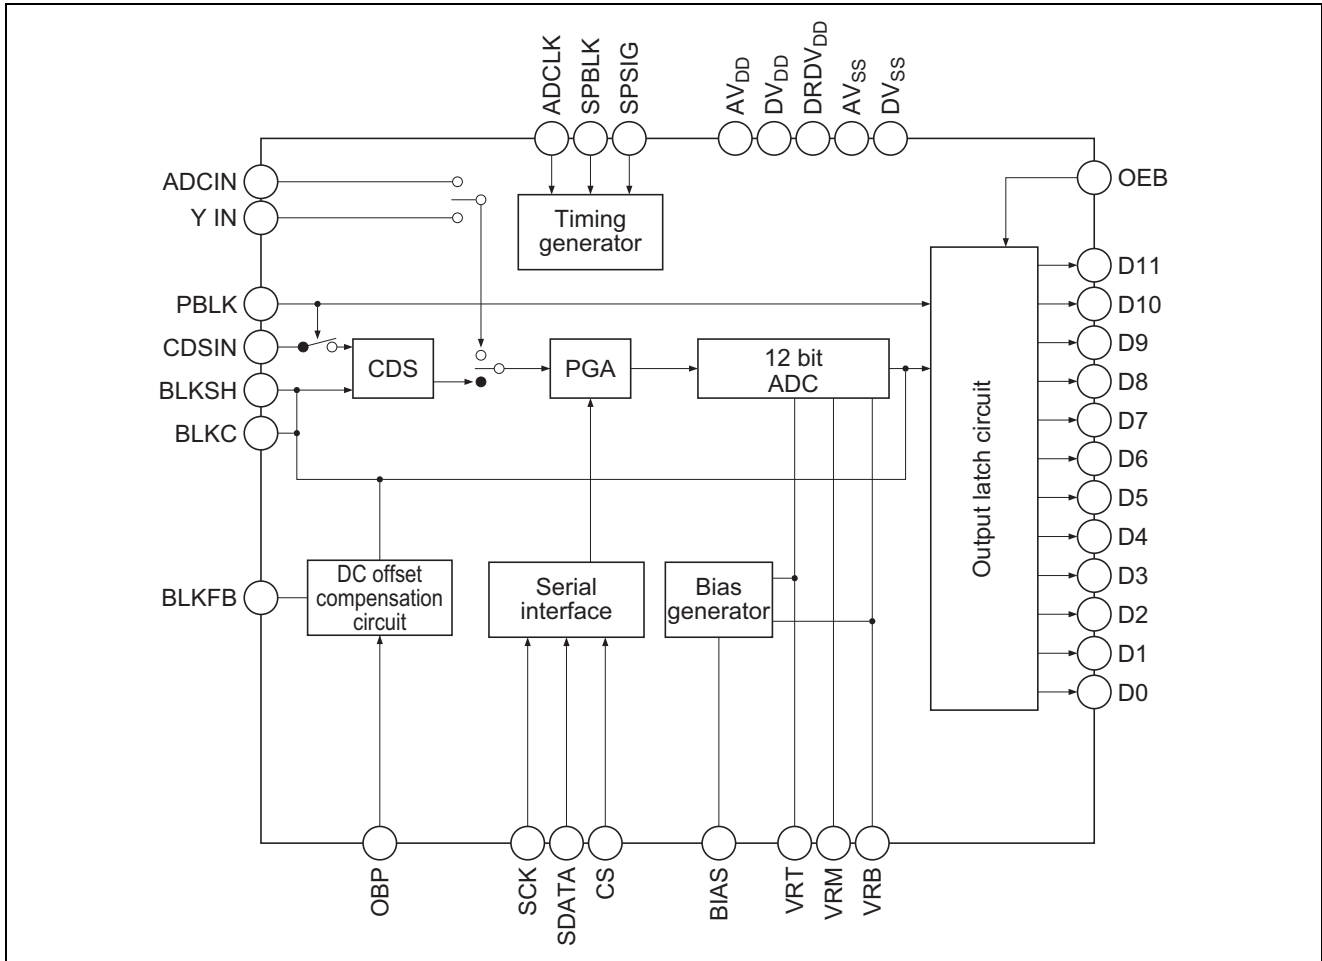 ADCLK
SPBLK
SPSIG
AVDD
DVDD
DRDVDD
AVSS
DVSS
ADCIN
Y IN
PBLK
CDSIN
BLKSH
BLKC
BLKFB
Timing
generator
CDS
PGA
12 bit
ADC
DC offset
compensation
circuit
Serial
interface
Bias
generator
Output latch circuit
OEB
D11
D10
D9
D8
D7
D6
D5
D4
D3
D2
D1
D0
OBP
SCK
SDATA
CS
BIAS
VRT
VRM
VRB